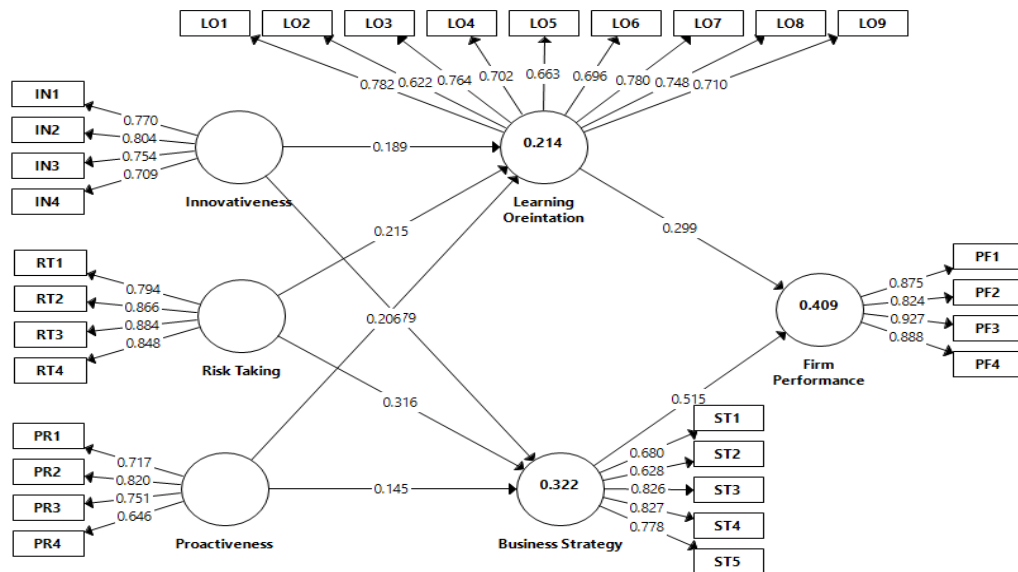 LO1 LO2 LO3 LO4 LO5 LO6 LO7 LO8 LO9
0.782 0.622 0.764 0.702 0.663 0.696 0.780 0.748 0.710
IN1
IN2
IN3
IN4
0.770
0.804
0.754
0.709
Innovativeness
0.189
0.214
Learning
Oreintation
0.215
0.299
RT1
RT2
RT3
RT4
0.794
0.866
0.884
0.848
Risk Taking
0.20679
0.316
0.409
Firm
Performance
0.875
0.824
0.927
0.888
PF1
PF2
PF3
PF4
0.515
PR1
PR2
PR3
PR4
0.717
0.820
0.751
0.646
Proactiveness
0.145
0.322
Business Strategy
0.680
0.628
0.826
0.827
0.778
ST1
ST2
ST3
ST4
ST5